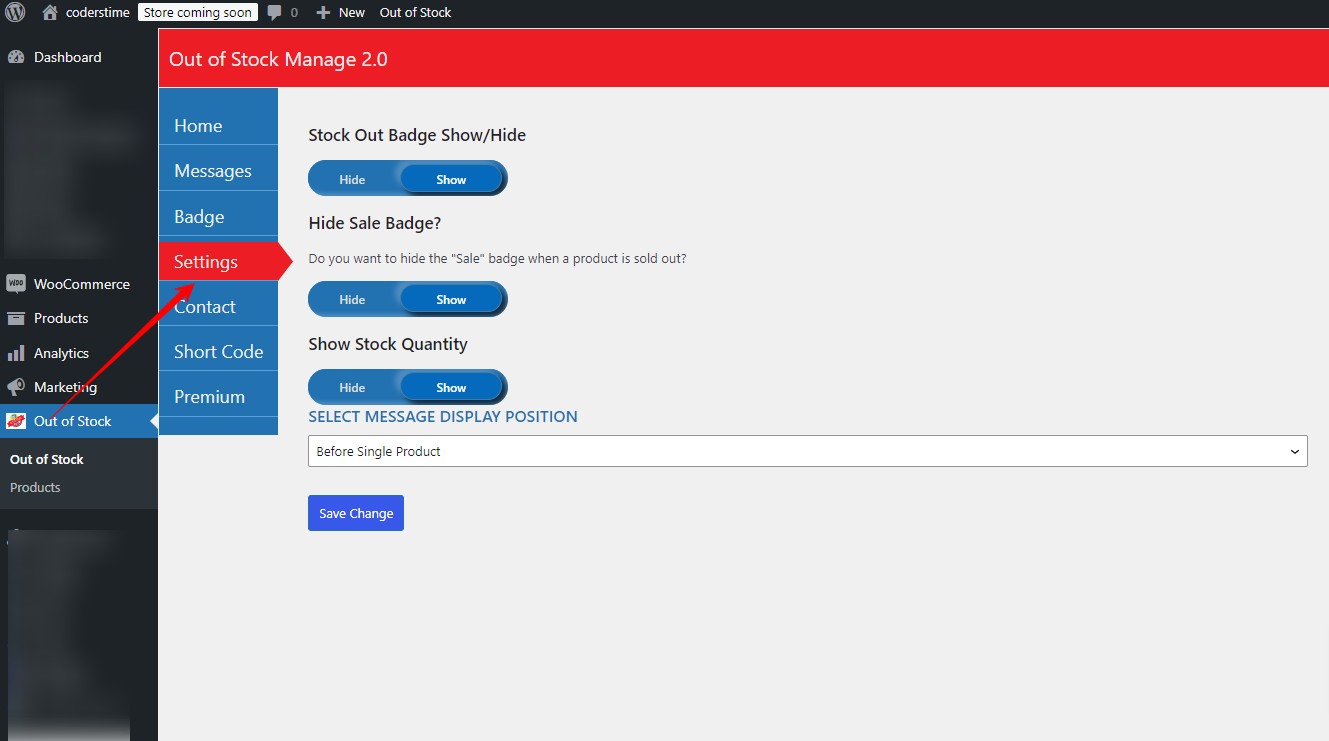 coderstime
Store coming soon
0
New
Out of Stock
Dashboard
WooCommerce
Products
Analytics
Marketing
Out of Stock
Out of Stock
Products
Out of Stock Manage 2.0
Home
Messages
Badge
Settings
Contact
Short Code
Premium
Stock Out Badge Show/Hide
Hide Show
Hide Sale Badge?
Do you want to hide the "Sale" badge when a product is sold out?
Hide Show
Show Stock Quantity
Hide Show
SELECT MESSAGE DISPLAY POSITION
Before Single Product
Save Change